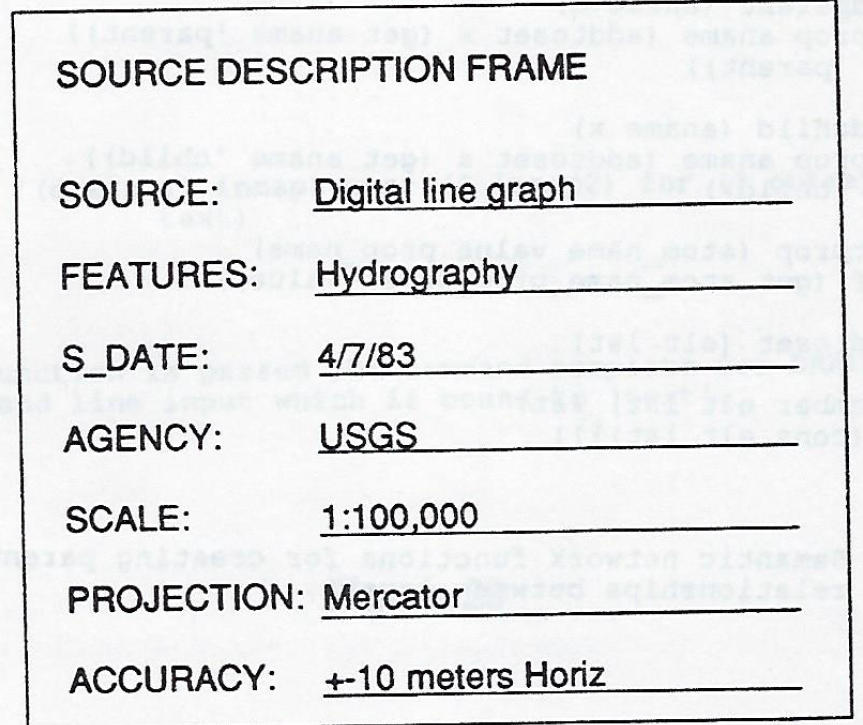 SOURCE DESCRIPTION FRAME
SOURCE: Digital line graph
FEATURES: Hydrography
S_DATE: 4/7/83
AGENCY: USGS
SCALE: 1:100,000
PROJECTION: Mercator
ACCURACY: +-10 meters Horiz